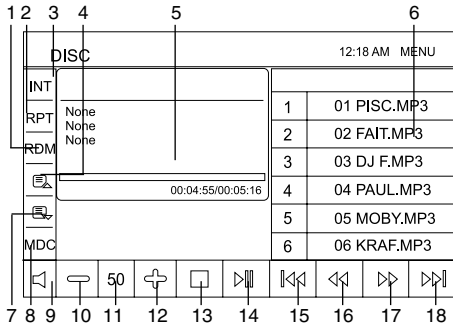 1 2 3 4 5 6
DISC 12:18 AM MENU
INT
RPT
RDM
MDC
None
None
None
00:04:55/00:05:16
1 01 PISC.MP3
2 02 FAIT.MP3
3 03 DJ F.MP3
4 04 PAUL.MP3
5 05 MOBY.MP3
6 06 KRAF.MP3
50
7 8 9 10 11 12 13 14 15 16 17 18